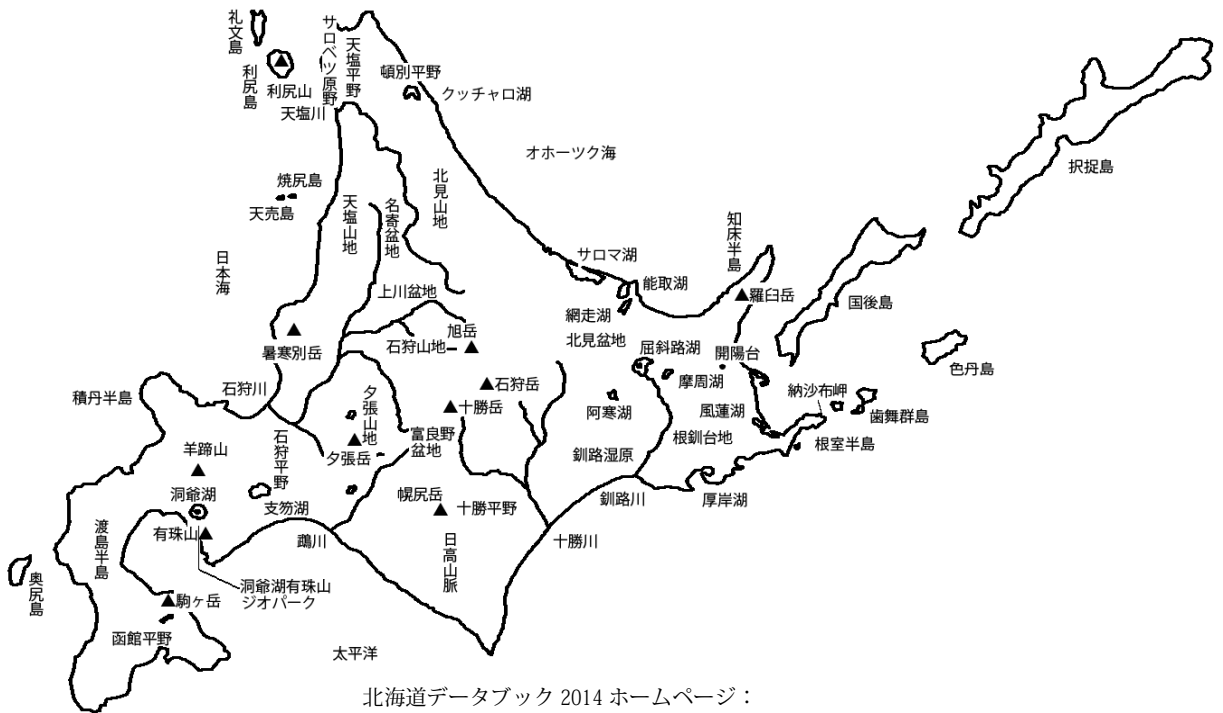 礼文島
利尻島
利尻山
サロベツ原野
天塩平野
天塩川
頓別平野
クッチャロ湖
オホーツク海
択捉島
焼尻島
天売島
天塩山地
名寄盆地
北見山地
日本海
サロマ湖
能取湖
網走湖
知床半島
羅臼岳
国後島
上川盆地
旭岳
石狩山地
北見盆地
屈斜路湖
開陽台
摩周湖
色丹島
暑寒別岳
石狩川
積丹半島
夕張山地
石狩岳
十勝岳
阿寒湖
風蓮湖
納沙布岬
歯舞群島
羊蹄山
石狩平野
夕張岳
富良野
盆地
根釧台地
根室半島
釧路湿原
洞爺湖
支笏湖
幌尻岳
十勝平野
釧路川
厚岸湖
渡島半島
有珠山
鵡川
日高山脈
十勝川
奥尻島
洞爺湖有珠山
ジオパーク
駒ヶ岳
函館平野
太平洋
北海道データブック 2014 ホームページ：